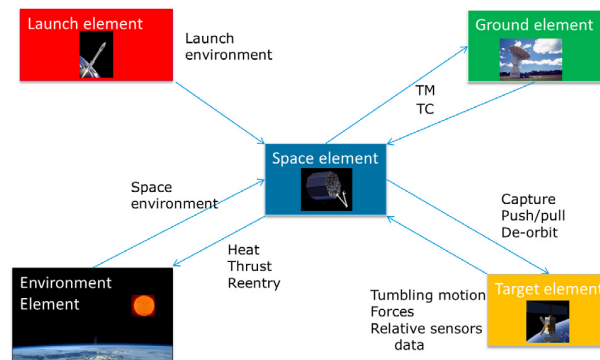 Launch element
Launch
environment
Ground element
TM
TC
Space element
Space
environment
Capture
Push/pull
De-orbit
Heat
Thrust
Reentry
Environment
Element
Tumbling motion
Forces
Relative sensors
data
Target element